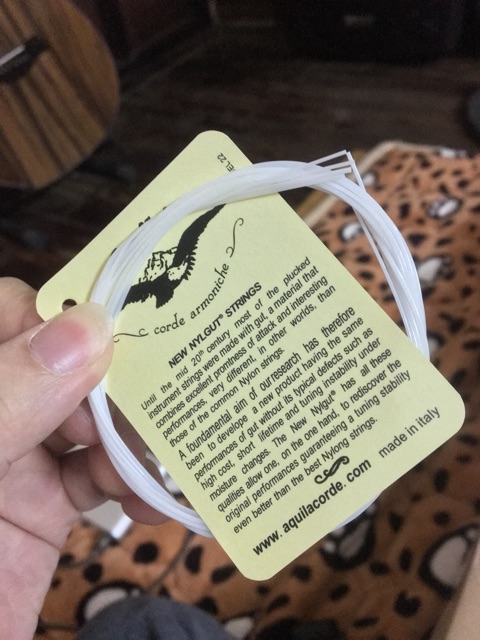 EL 22
corde armoniche
NEW NYLGUT® STRINGS
Until the mid 20th century most of the plucked
instrument strings were made with gut, a material that
combines excellent promptness of attack and interesting
performances, very different, in other worlds, than
those of the common Nylon strings.
A foundamental aim of our research has therefore
been to develope a new product having the same
performances of gut without its typical defects such as
high cost, short lifetime and tuning instability under
moisture changes. The New Nylgut® has all these
qualities allow one, on the one hand, to rediscover the
original performances guaranteeing a tuning stability
even better than the best Nylong strings.
www.aquilacorde.com
made in italy